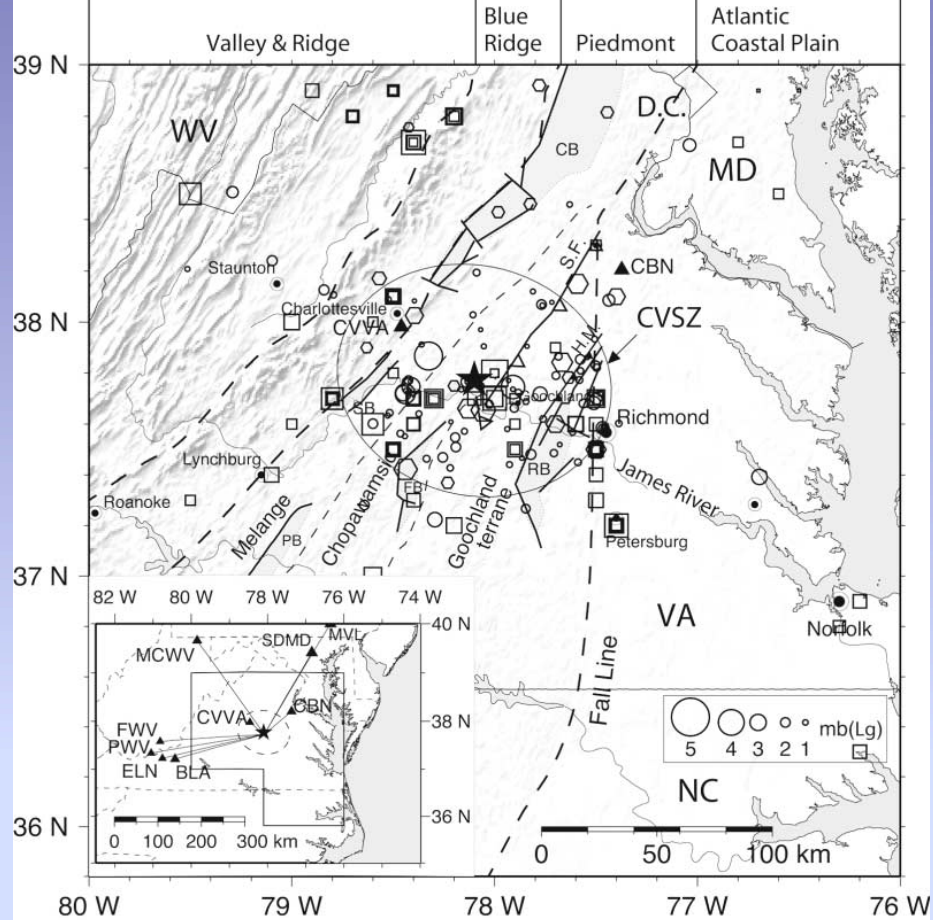 Valley & Ridge
Blue
Ridge
Piedmont
Atlantic
Coastal Plain
39 N
WV
D.C.
CB
MD
Staunton
S.F.
CBN
38 N
Charlottesville
CVVA
CVSZ
H.M.
Goochland
SB
Richmond
Lynchburg
RB
FB
James River
Roanoke
Melange
Chopawamsic
Goochland
terrane
PB
Petersburg
37 N
VA
Norfolk
Fall Line
82 W
80 W
78 W
76 W
74 W
40 N
MCWV
SDMD
MVL
CVVA
CBN
38 N
FWV
PWV
ELN
BLA
36 N
0
100
200
300 km
5
4
3
2
1
mb(Lg)
NC
36 N
0
50
100 km
80 W
79 W
78 W
77 W
76 W